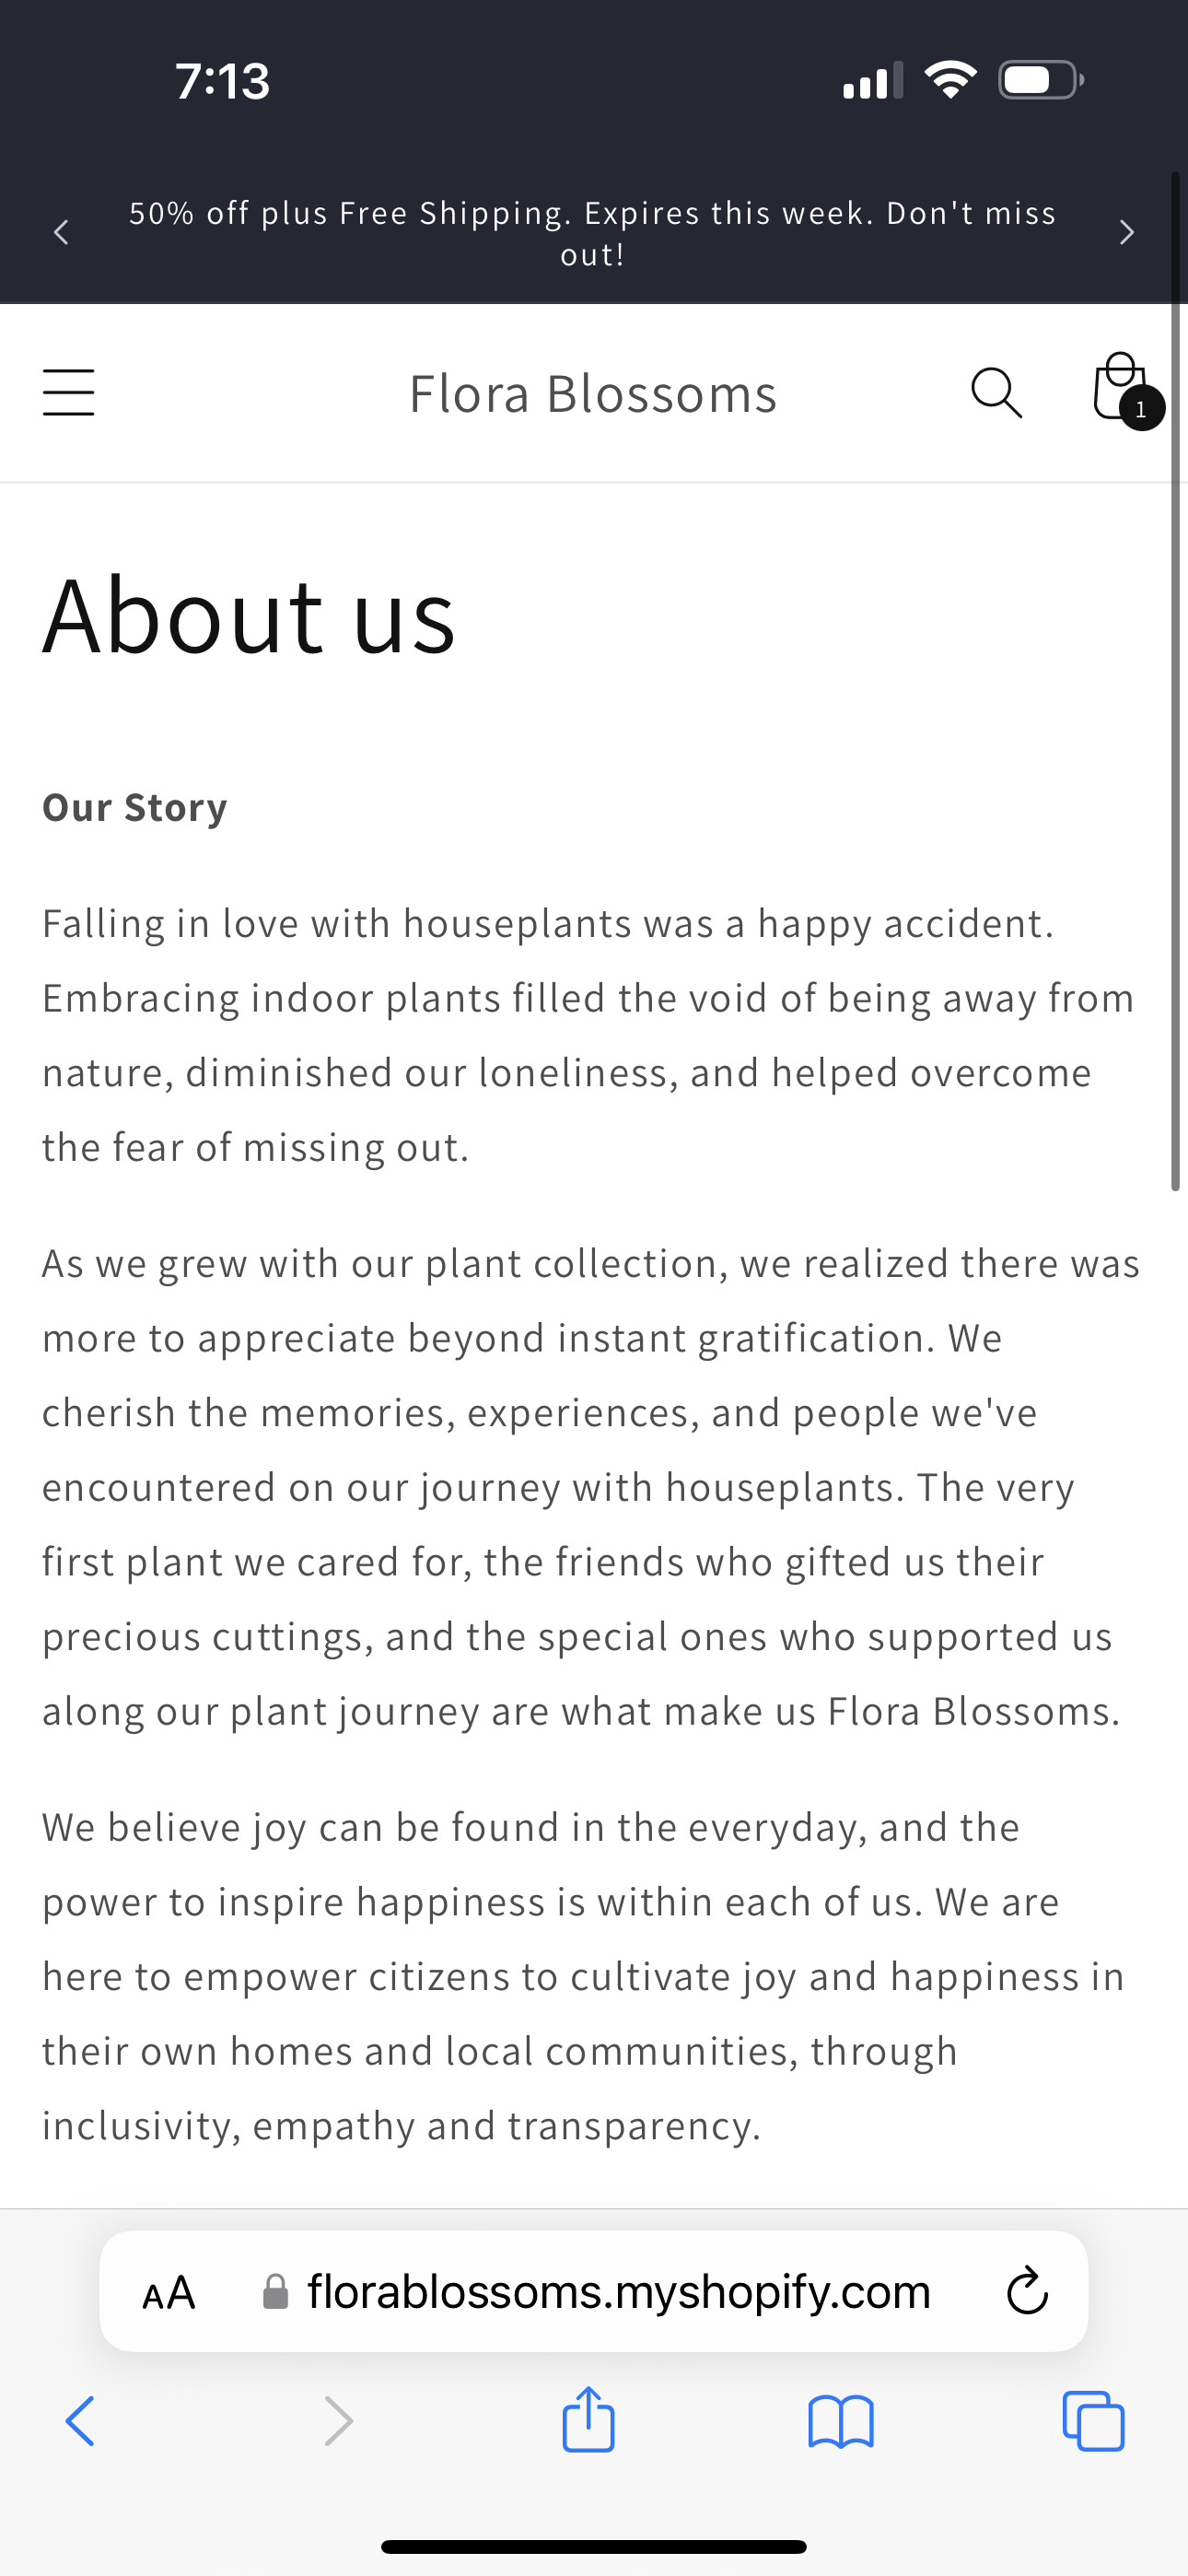 7:13
50% off plus Free Shipping. Expires this week. Don't miss
out!
Flora Blossoms
1
About us
Our Story
Falling in love with houseplants was a happy accident.
Embracing indoor plants filled the void of being away from
nature, diminished our loneliness, and helped overcome
the fear of missing out.
As we grew with our plant collection, we realized there was
more to appreciate beyond instant gratification. We
cherish the memories, experiences, and people we've
encountered on our journey with houseplants. The very
first plant we cared for, the friends who gifted us their
precious cuttings, and the special ones who supported us
along our plant journey are what make us Flora Blossoms.
We believe joy can be found in the everyday, and the
power to inspire happiness is within each of us. We are
here to empower citizens to cultivate joy and happiness in
their own homes and local communities, through
inclusivity, empathy and transparency.
AA florablossoms.myshopify.com